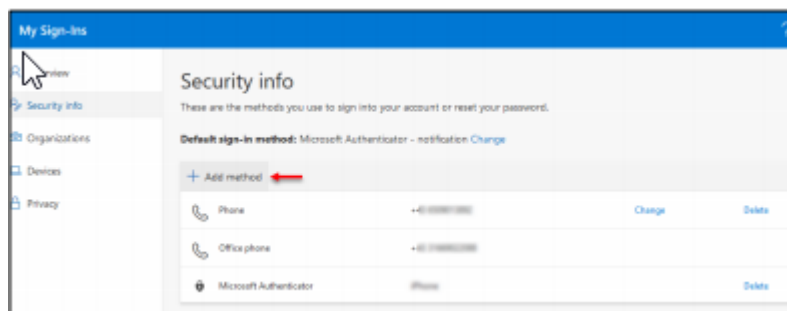 My Sign-Ins
Security info
Organizations
Devices
Privacy
Security info
These are the methods you use to sign into your account or reset your password.
Default sign-in method: Microsoft Authenticator - notification Change
+ Add method
Phone Change Delete
Office phone
Microsoft Authenticator Delete